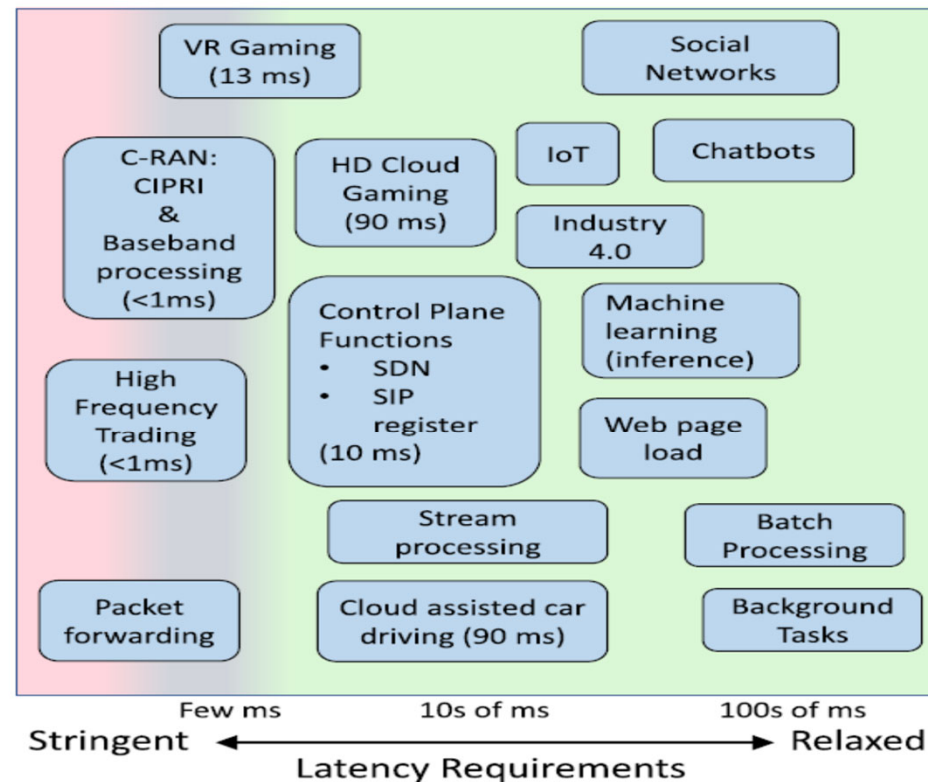 VR Gaming
(13 ms)
Social
Networks
C-RAN:
CIPRI
&
Baseband
processing
(<1ms)
HD Cloud
Gaming
(90 ms)
IoT
Chatbots
Industry
4.0
Control Plane
Functions
• SDN
• SIP
register
(10 ms)
Machine
learning
(inference)
High
Frequency
Trading
(<1ms)
Web page
load
Stream
processing
Batch
Processing
Packet
forwarding
Cloud assisted car
driving (90 ms)
Background
Tasks
Few ms 10s of ms 100s of ms
Stringent Relaxed
Latency Requirements